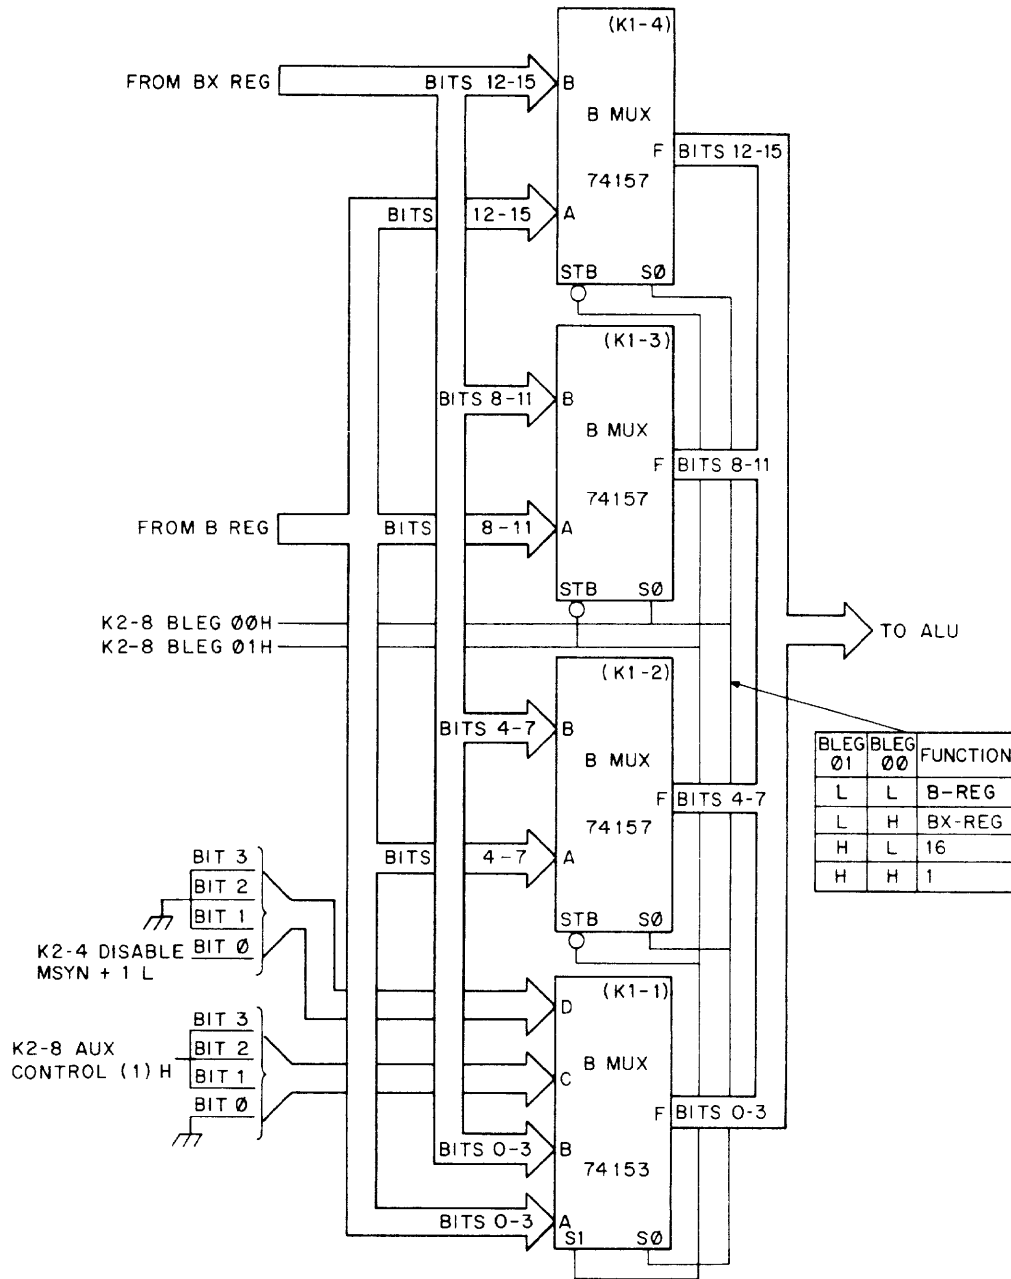 (K1-4)
FROM BX REG
BITS 12-15
B
B MUX
F
BITS 12-15
74157
BITS 12-15
A
STB SØ
(K1-3)
BITS 8-11
B
B MUX
F
BITS 8-11
74157
FROM B REG
BITS 8-11
A
STB SØ
K2-8 BLEG ØØH
K2-8 BLEG Ø1H
TO ALU
(K1-2)
BITS 4-7
B
B MUX
F
BITS 4-7
74157
BITS 4-7
A
STB SØ
BLEG Ø1 BLEG ØØ FUNCTION
L L B-REG
L H BX-REG
H L 16
H H 1
BIT 3
BIT 2
BIT 1
BIT Ø
K2-4 DISABLE
MSYN + 1 L
(K1-1)
D
BIT 3
BIT 2
BIT 1
BIT Ø
K2-8 AUX
CONTROL (1) H
C
B MUX
F
BITS 0-3
BITS 0-3
B
74153
BITS 0-3
A
S1 SØ